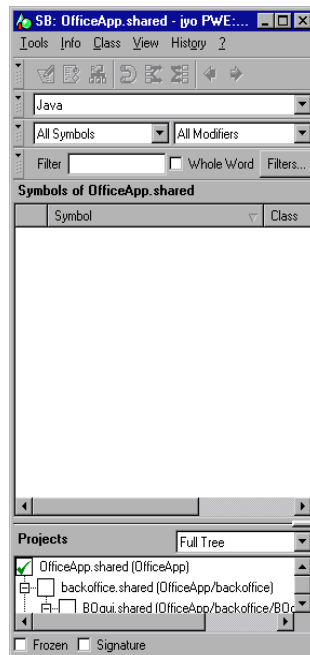 SB: OfficeApp.shared - jyo PWE:...
Tools Info Class View History ?
Java
All Symbols All Modifiers
Filter Whole Word Filters...
Symbols of OfficeApp.shared
Symbol Class
Projects Full Tree
OfficeApp.shared (OfficeApp)
backoffice.shared (OfficeApp/backoffice)
BOgui.shared (OfficeApp/backoffice/BOg
Frozen Signature